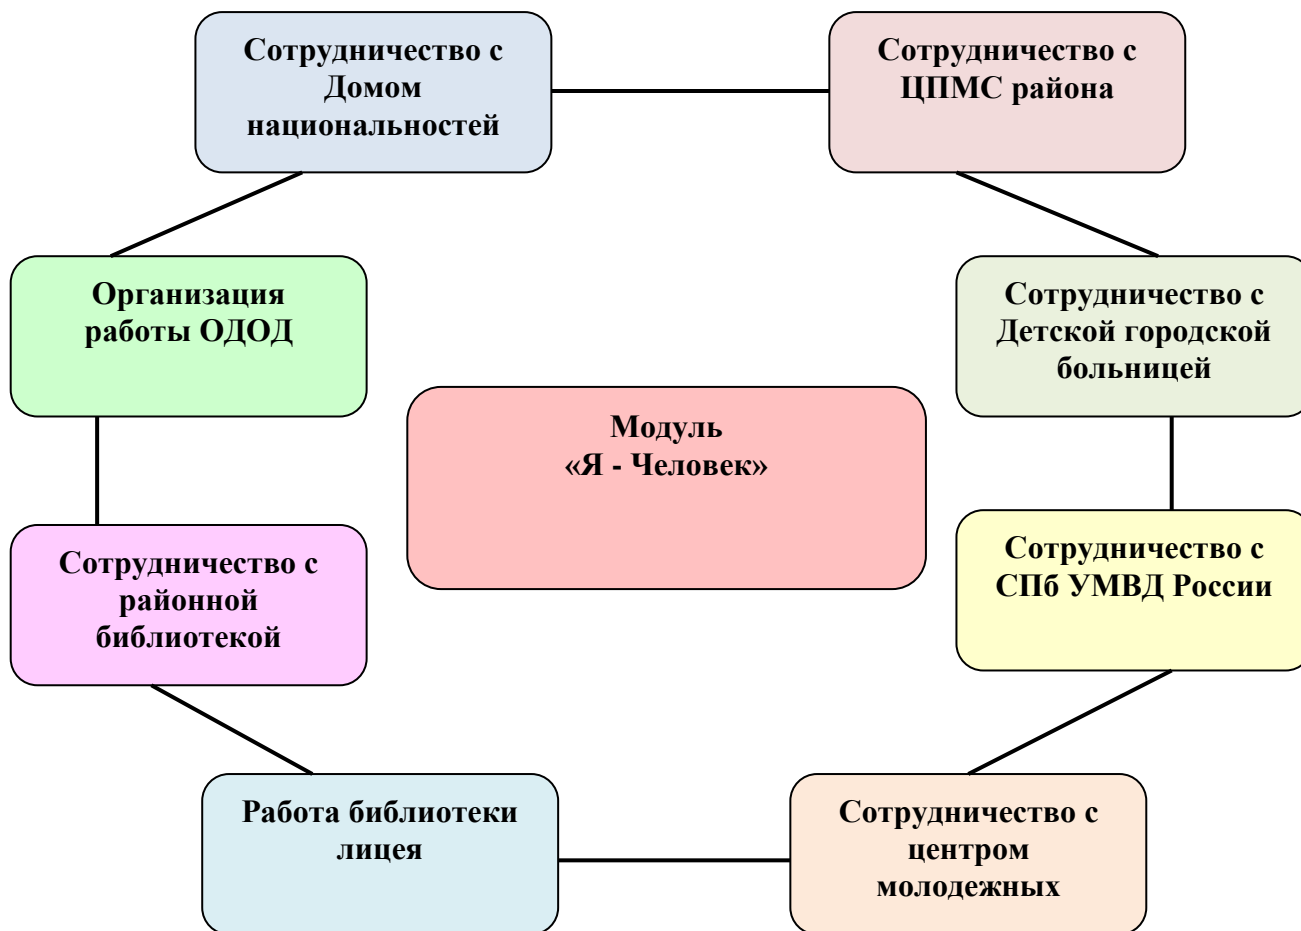 Сотрудничество с
Домом
национальностей
Сотрудничество с
ЦПМС района
Организация
работы ОДОД
Сотрудничество с
Детской городской
больницей
Модуль
«Я - Человек»
Сотрудничество с
районной
библиотекой
Сотрудничество с
СПб УМВД России
Работа библиотеки
лицея
Сотрудничество с
центром
молодежных